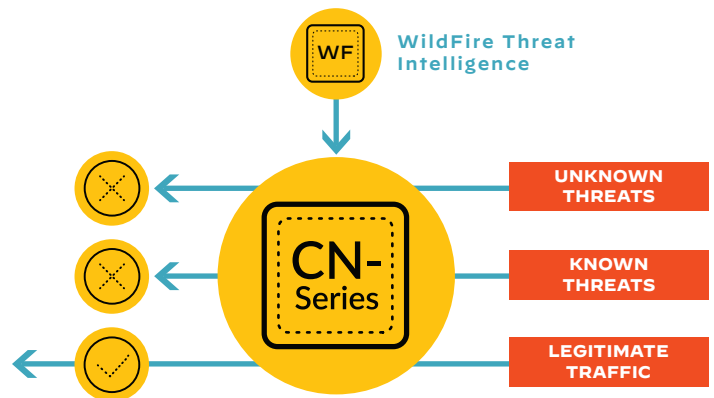 WF
WildFire Threat
Intelligence
UNKNOWN
THREATS
CN-
Series
KNOWN
THREATS
LEGITIMATE
TRAFFIC